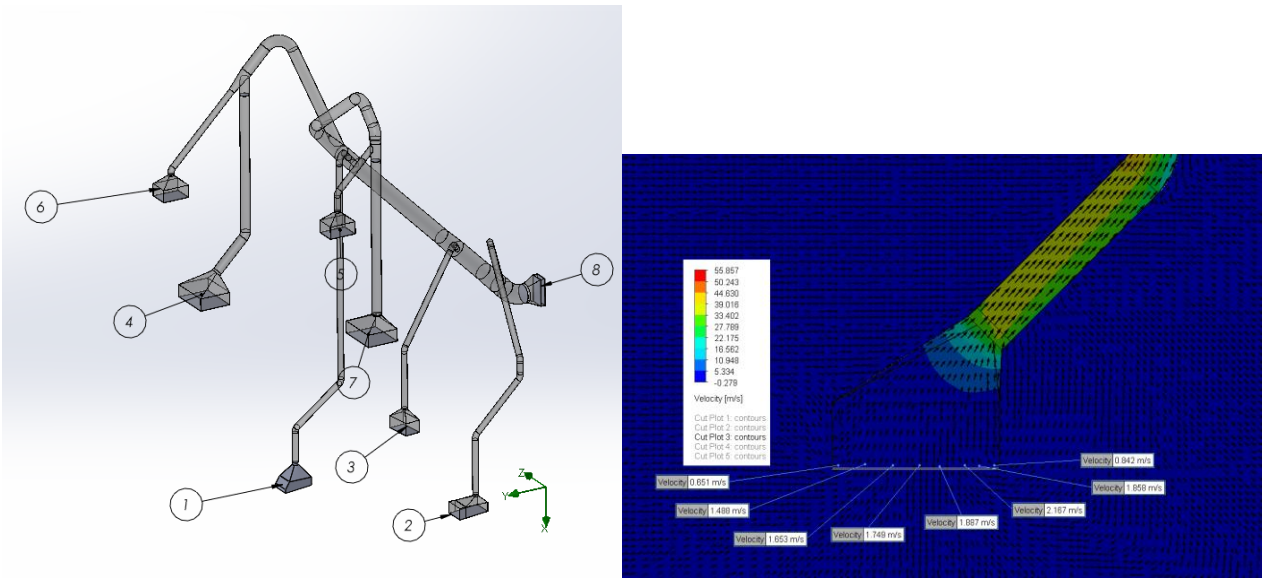 6
8
5
4
7
3
1
2
Z
Y
X
55.857
50.243
44.630
39.016
33.402
27.789
22.175
16.562
10.948
5.334
-0.279
Velocity [m/s]
Cut Plot 1: contours
Cut Plot 2: contours
Cut Plot 3: contours
Cut Plot 4: contours
Cut Plot 5: contours
Velocity 0.842 m/s
Velocity 0.651 m/s
Velocity 1.858 m/s
Velocity 1.488 m/s
Velocity 2.167 m/s
Velocity 1.887 m/s
Velocity 1.749 m/s
Velocity 1.653 m/s